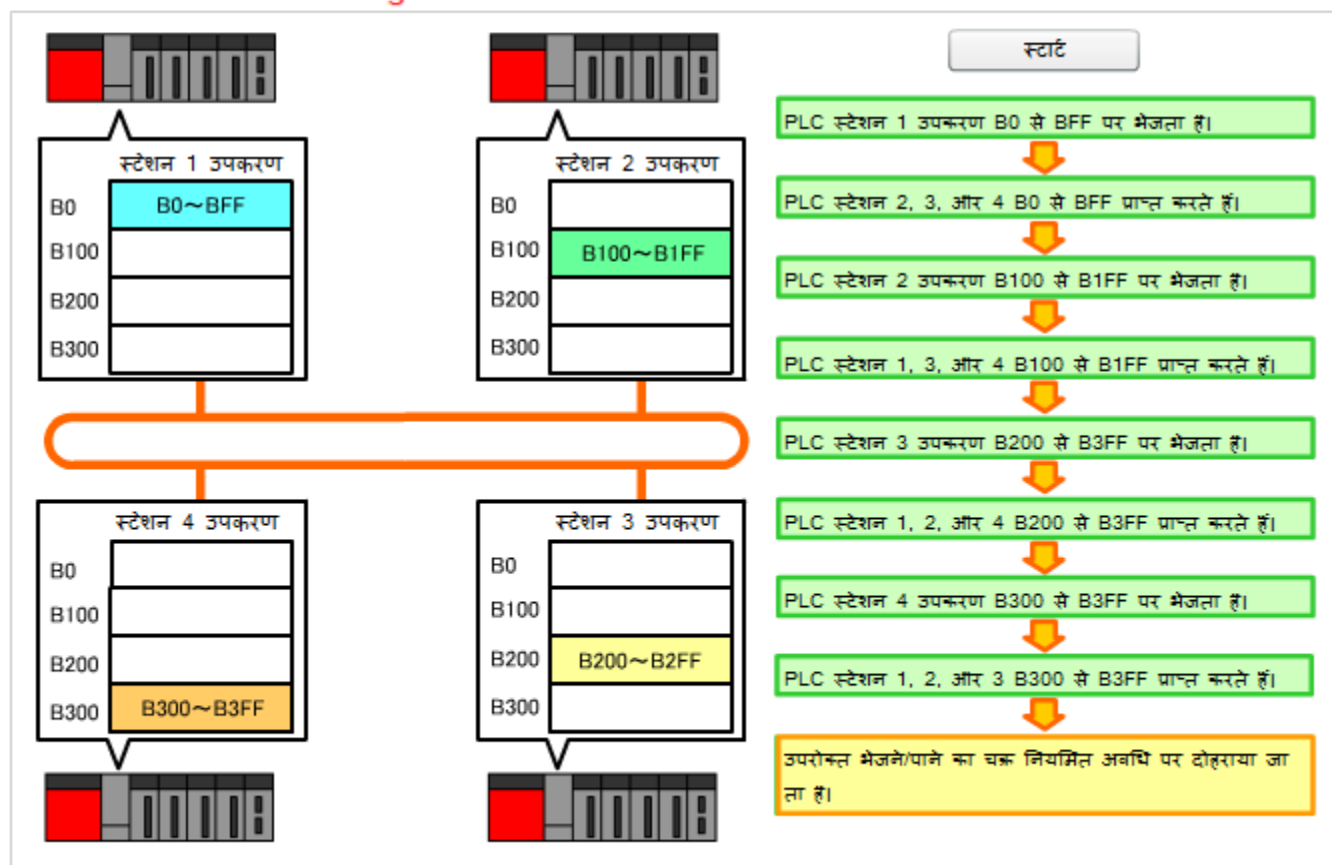 g
स्टेशन 1 उपकरण
B0 B0～BFF
B100
B200
B300
स्टेशन 2 उपकरण
B0
B100 B100～B1FF
B200
B300
स्टेशन 4 उपकरण
B0
B100
B200
B300 B300～B3FF
स्टेशन 3 उपकरण
B0
B100
B200 B200～B2FF
B300
स्टार्ट
PLC स्टेशन 1 उपकरण B0 से BFF पर भेजता है।
PLC स्टेशन 2, 3, और 4 B0 से BFF प्राप्त करते हैं।
PLC स्टेशन 2 उपकरण B100 से B1FF पर भेजता है।
PLC स्टेशन 1, 3, और 4 B100 से B1FF प्राप्त करते हैं।
PLC स्टेशन 3 उपकरण B200 से B3FF पर भेजता है।
PLC स्टेशन 1, 2, और 4 B200 से B3FF प्राप्त करते हैं।
PLC स्टेशन 4 उपकरण B300 से B3FF पर भेजता है।
PLC स्टेशन 1, 2, और 3 B300 से B3FF प्राप्त करते हैं।
उपरोक्त भेजने/पाने का चक्र नियमित अवधि पर दोहराया जा
ता है।